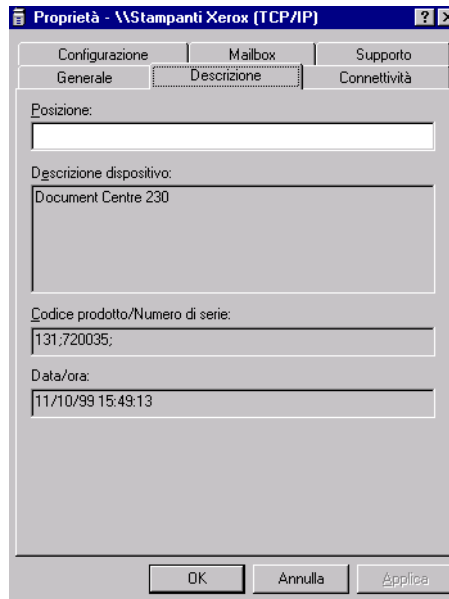 Proprietà - \\Stampanti Xerox (TCP/IP)
Configurazione Mailbox Supporto
Generale Descrizione Connettività
Posizione:
Descrizione dispositivo:
Document Centre 230
Codice prodotto/Numero di serie:
131;720035;
Data/ora:
11/10/99 15:49:13
OK Annulla Applica